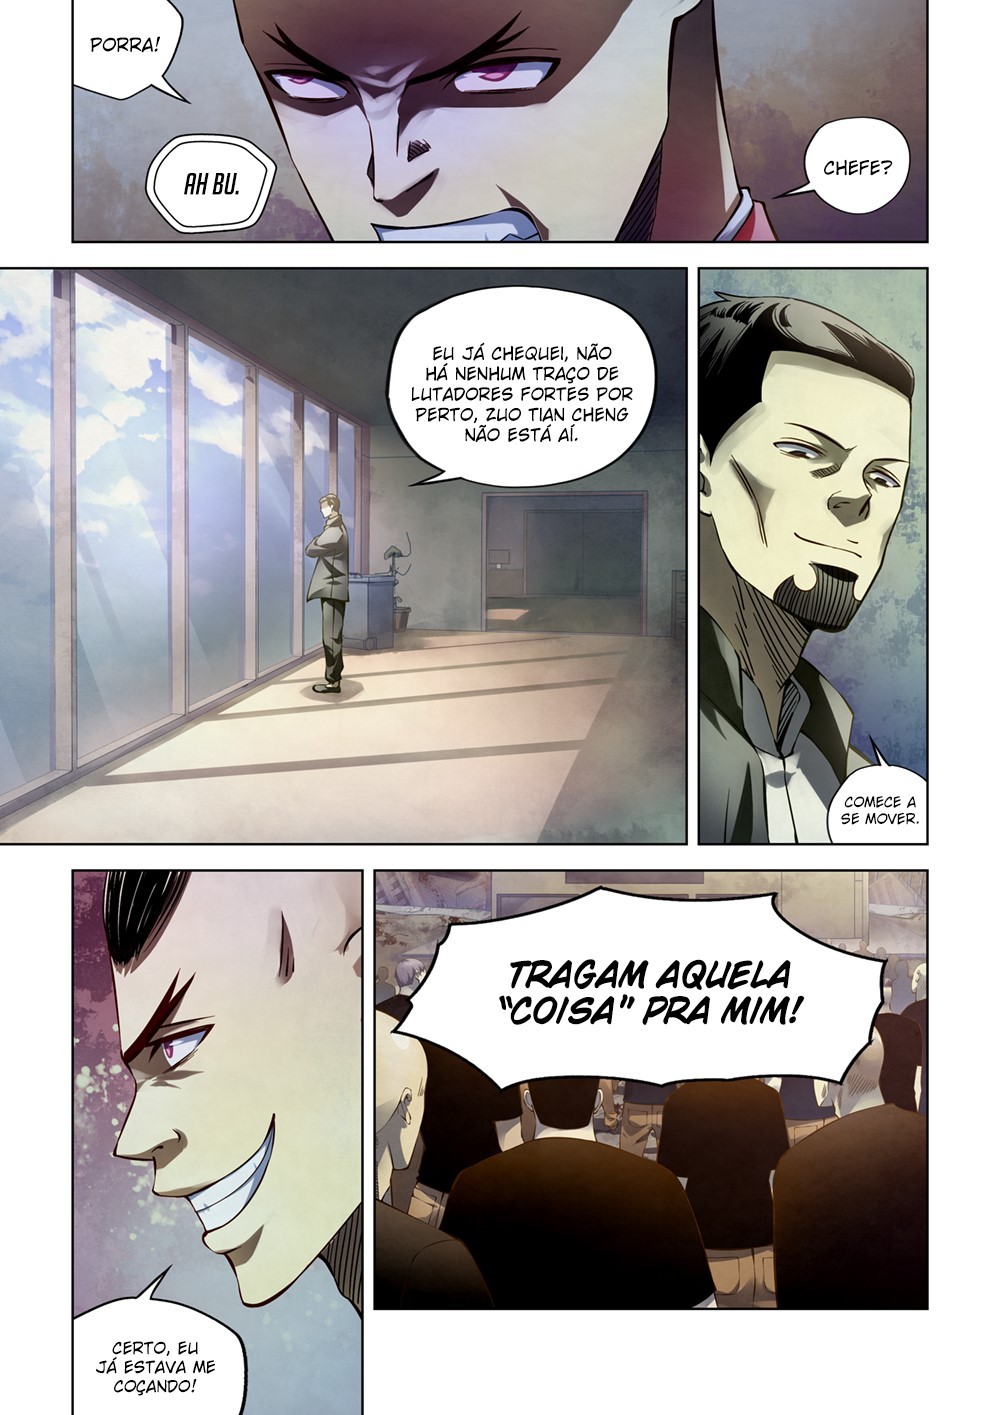 PORRA!
AH BU.
CHEFE?
EU JÁ CHEQUEI, NÃO
HÁ NENHUM TRAÇO DE
LUTADORES FORTES POR
PERTO, ZUO TIAN CHENG
NÃO ESTÁ AÍ.
COMECE A
SE MOVER.
CERTO, EU
JÁ ESTAVA ME
COÇANDO!
TRAGAM AQUELA
"COISA" PRA MIM!